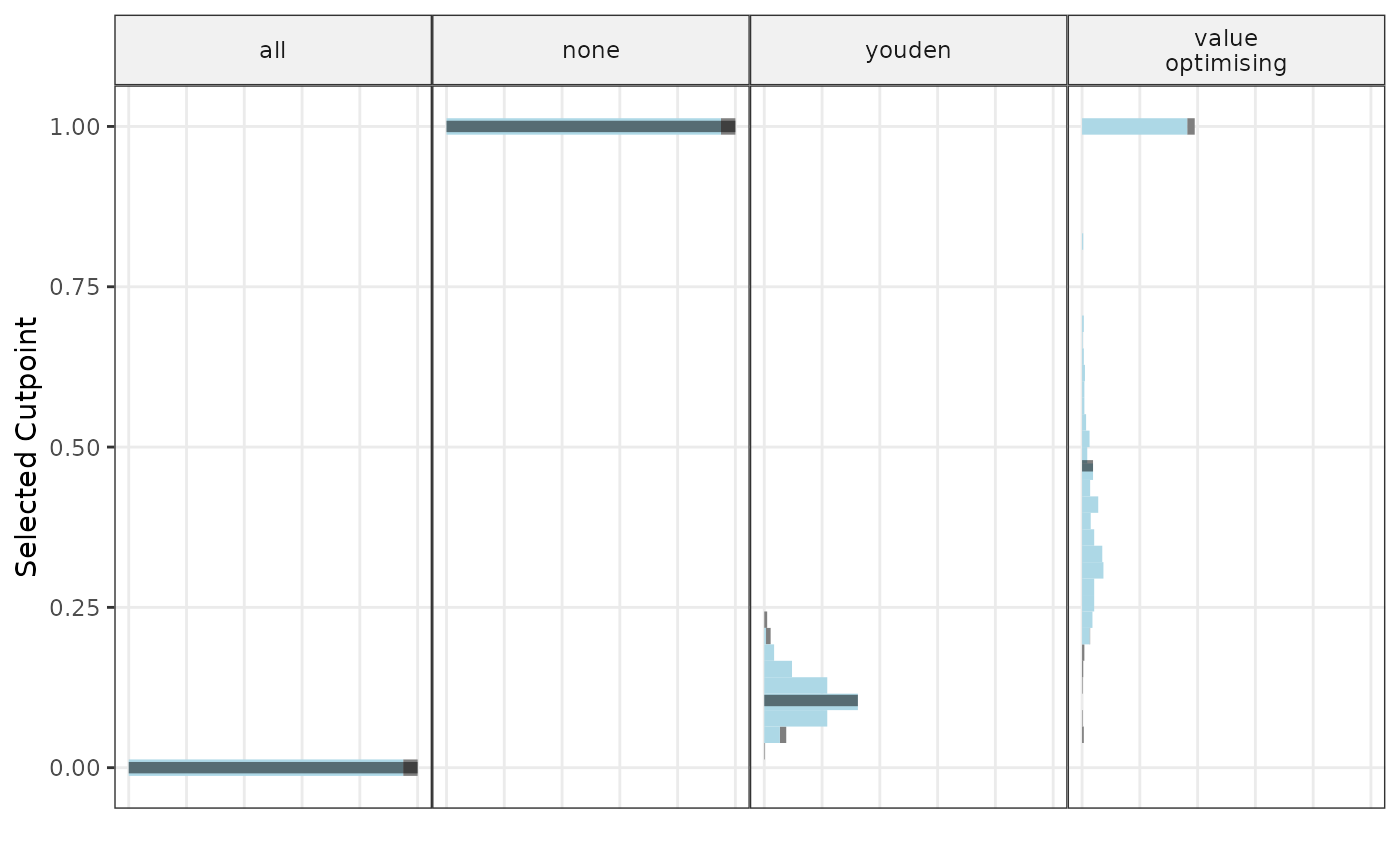 all
none
youden
value
optimising
1.00
0.75
0.50
0.25
0.00
Selected Cutpoint